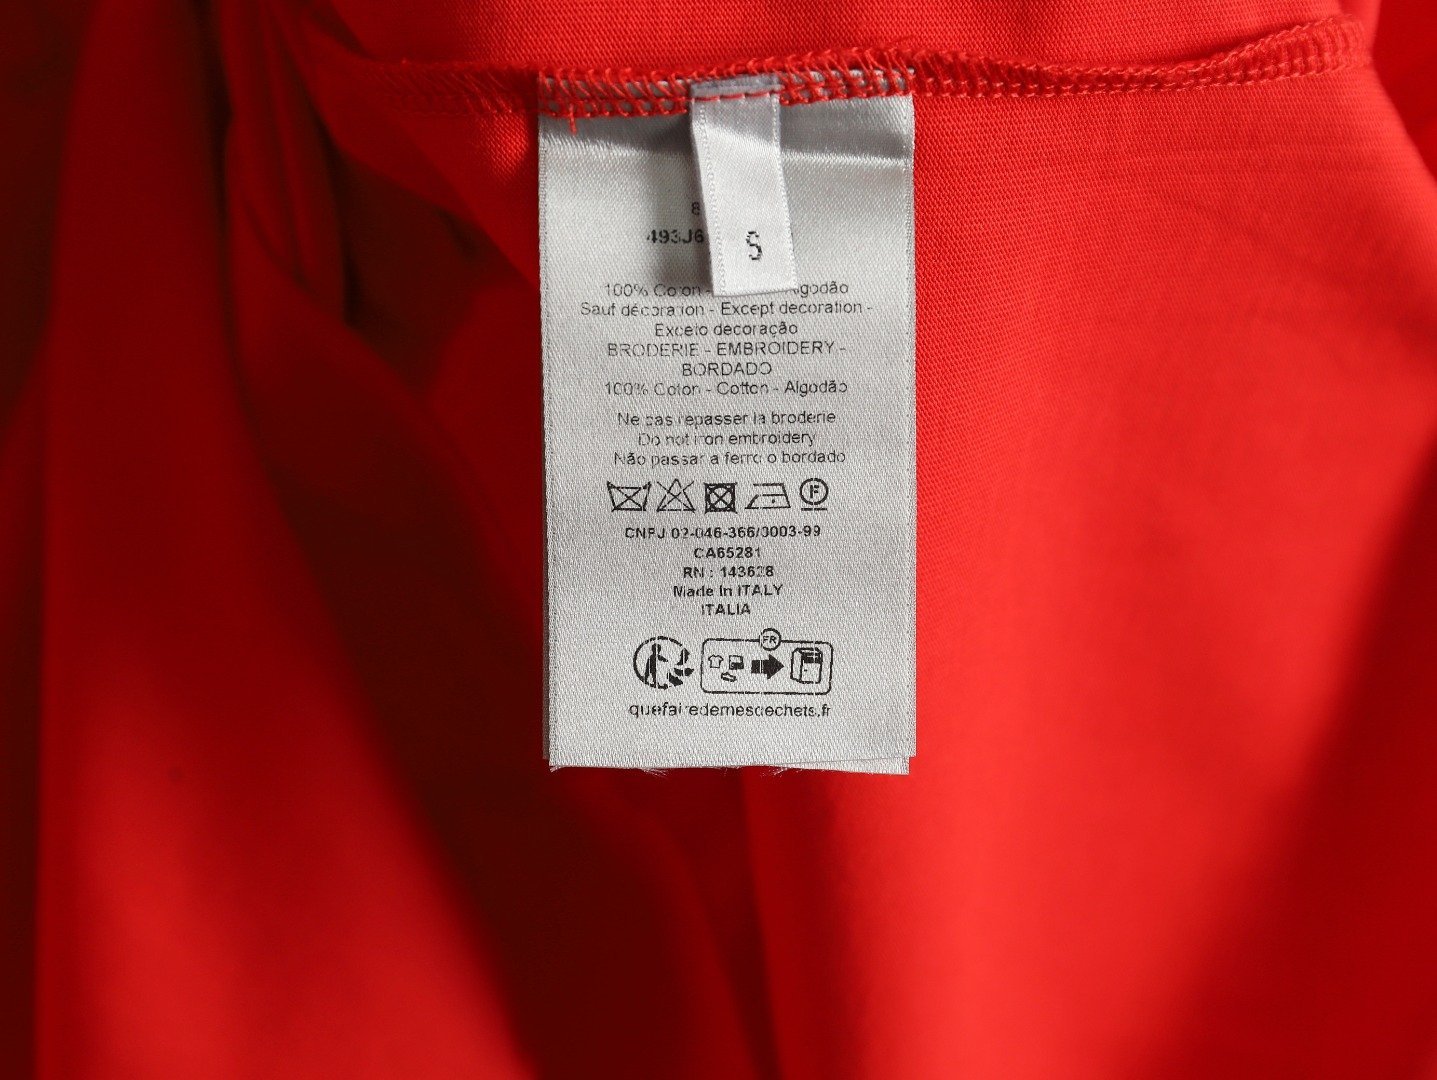 8
S
493J6
100% Coton - Algodão
Sauf décoration - Except decoration -
Exceto decoração
BRODERIE - EMBROIDERY -
BORDADO
100% Coton - Cotton - Algodão
Ne pas repasser la broderie
Do not iron embroidery
Não passar a ferro o bordado
F
CNPJ 02-046-366/0003-99
CA65281
RN : 143628
Made In ITALY
ITALIA
FR
quefairedemesdechets.fr